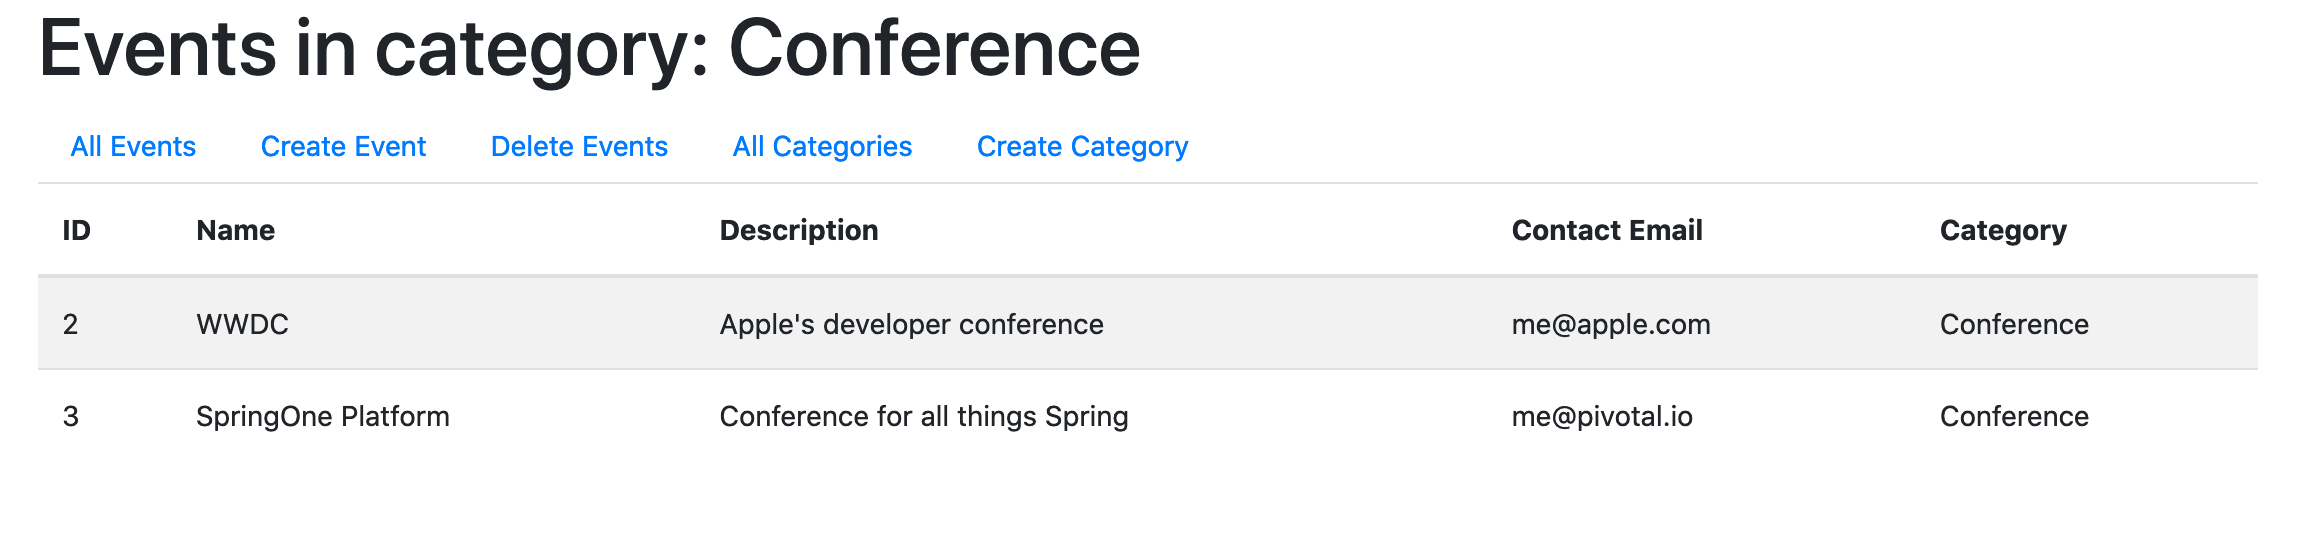 Events in category: Conference
All Events Create Event Delete Events All Categories Create Category
ID Name Description Contact Email Category
2 WWDC Apple's developer conference me@apple.com Conference
3 SpringOne Platform Conference for all things Spring me@pivotal.io Conference